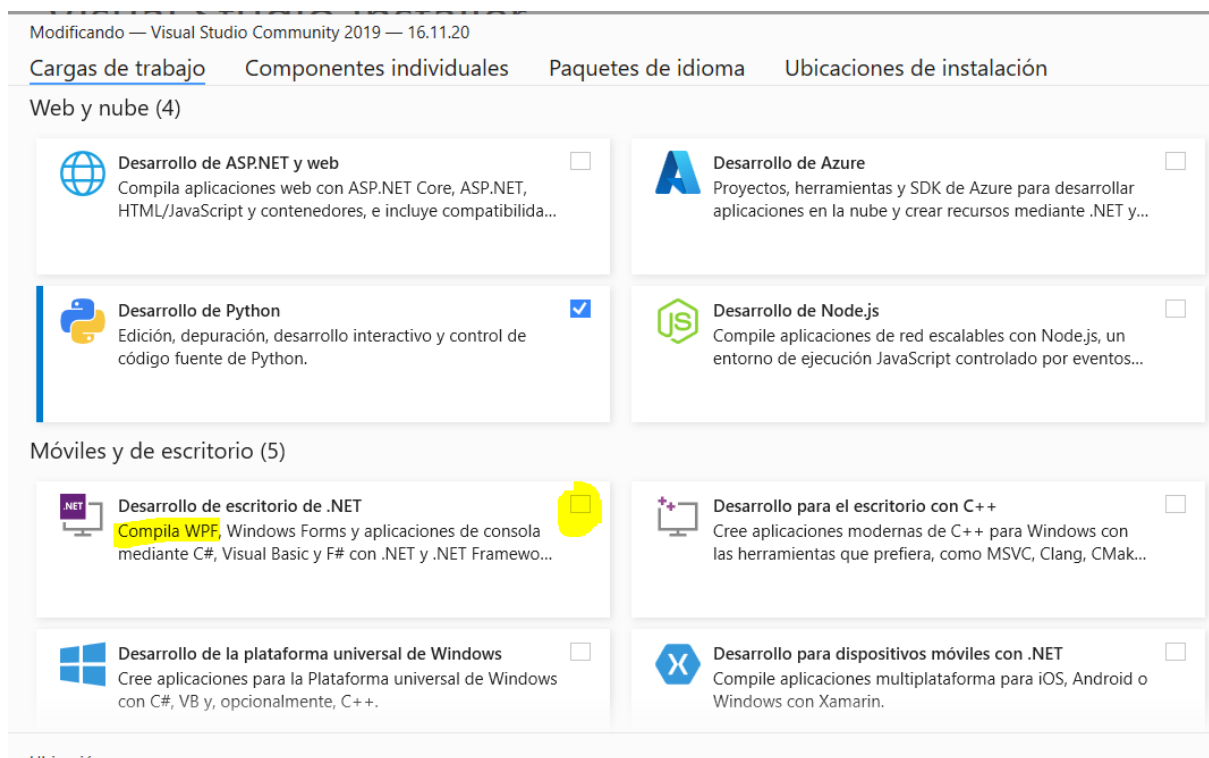 Visual Studio Installer
Modificando — Visual Studio Community 2019 — 16.11.20
Cargas de trabajo Componentes individuales Paquetes de idioma Ubicaciones de instalación
Web y nube (4)
Desarrollo de ASP.NET y web
Compila aplicaciones web con ASP.NET Core, ASP.NET,
HTML/JavaScript y contenedores, e incluye compatibilida...
Desarrollo de Azure
Proyectos, herramientas y SDK de Azure para desarrollar
aplicaciones en la nube y crear recursos mediante .NET y...
Desarrollo de Python
Edición, depuración, desarrollo interactivo y control de
código fuente de Python.
JS
Desarrollo de Node.js
Compile aplicaciones de red escalables con Node.js, un
entorno de ejecución JavaScript controlado por eventos...
Móviles y de escritorio (5)
.NET
Desarrollo de escritorio de .NET
Compila WPF, Windows Forms y aplicaciones de consola
mediante C#, Visual Basic y F# con .NET y .NET Framewo...
Desarrollo para el escritorio con C++
Cree aplicaciones modernas de C++ para Windows con
las herramientas que prefiera, como MSVC, Clang, CMak...
Desarrollo de la plataforma universal de Windows
Cree aplicaciones para la Plataforma universal de Windows
con C#, VB y, opcionalmente, C++.
Desarrollo para dispositivos móviles con .NET
Compile aplicaciones multiplataforma para iOS, Android o
Windows con Xamarin.